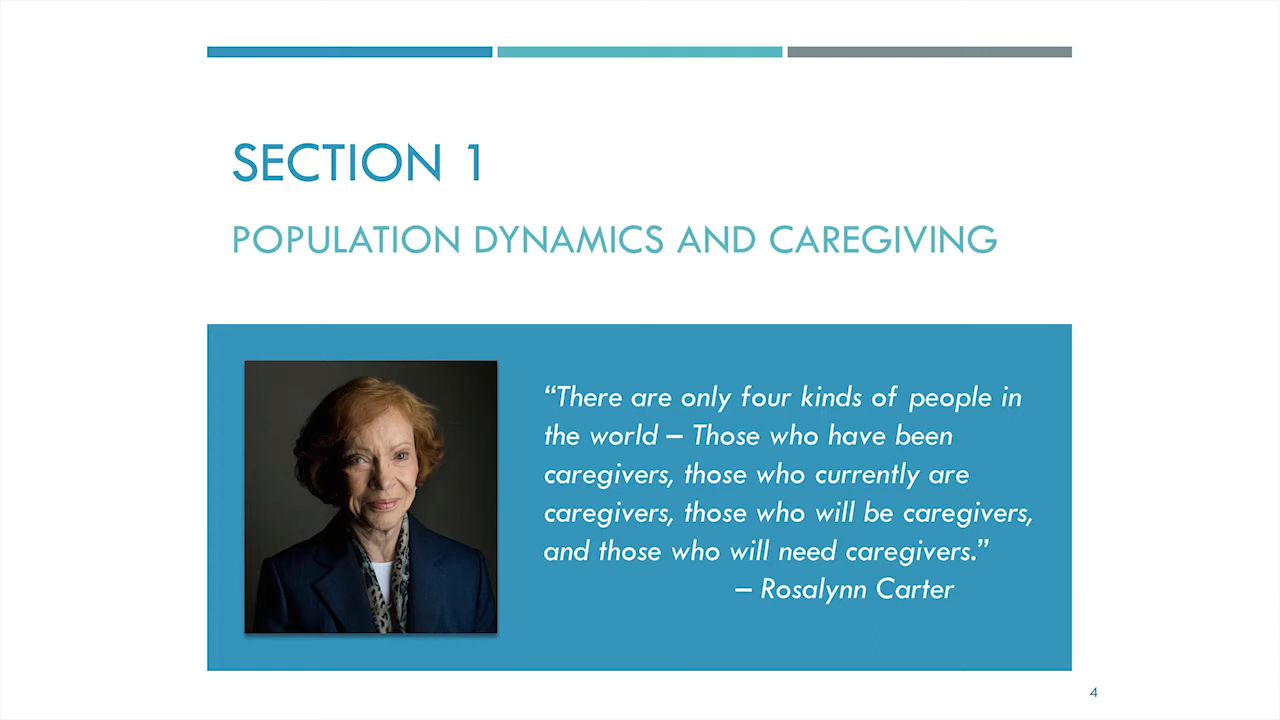 SECTION 1
POPULATION DYNAMICS AND CAREGIVING
“There are only four kinds of people in
the world – Those who have been
caregivers, those who currently are
caregivers, those who will be caregivers,
and those who will need caregivers.”
– Rosalynn Carter
4